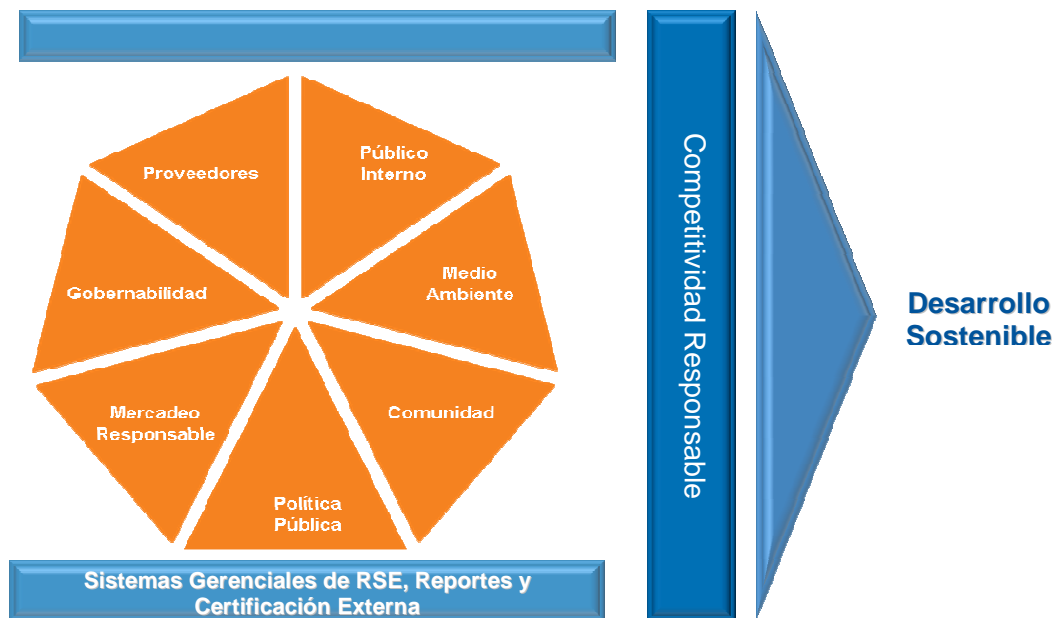 Proveedores
Público
Interno
Gobernabilidad
Medio
Ambiente
Mercadeo
Responsable
Comunidad
Política
Pública
Sistemas Gerenciales de RSE, Reportes y
Certificación Externa
Competitividad Responsable
Desarrollo
Sostenible